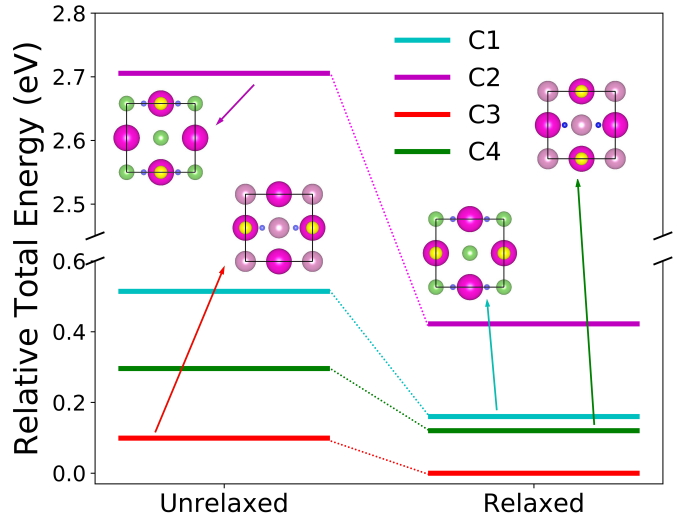 Relative Total Energy (eV)
2.8
2.7
2.6
2.5
0.6
0.4
0.2
0.0
C1
C2
C3
C4
Unrelaxed
Relaxed